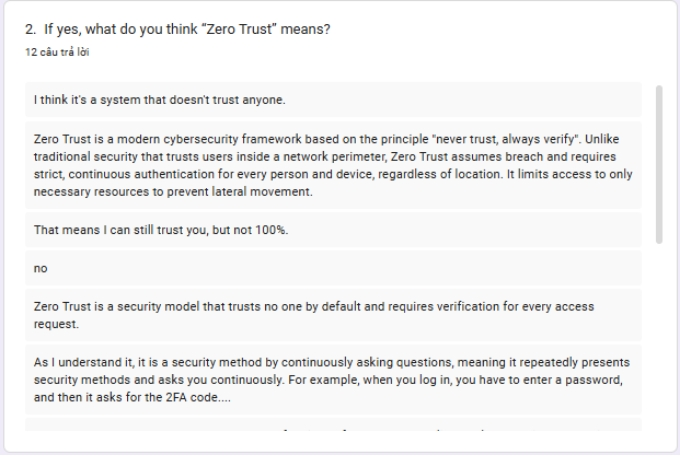 2. If yes, what do you think “Zero Trust” means?
12 câu trả lời
I think it's a system that doesn't trust anyone.
Zero Trust is a modern cybersecurity framework based on the principle "never trust, always verify". Unlike
traditional security that trusts users inside a network perimeter, Zero Trust assumes breach and requires
strict, continuous authentication for every person and device, regardless of location. It limits access to only
necessary resources to prevent lateral movement.
That means I can still trust you, but not 100%.
no
Zero Trust is a security model that trusts no one by default and requires verification for every access
request.
As I understand it, it is a security method by continuously asking questions, meaning it repeatedly presents
security methods and asks you continuously. For example, when you log in, you have to enter a password,
and then it asks for the 2FA code....